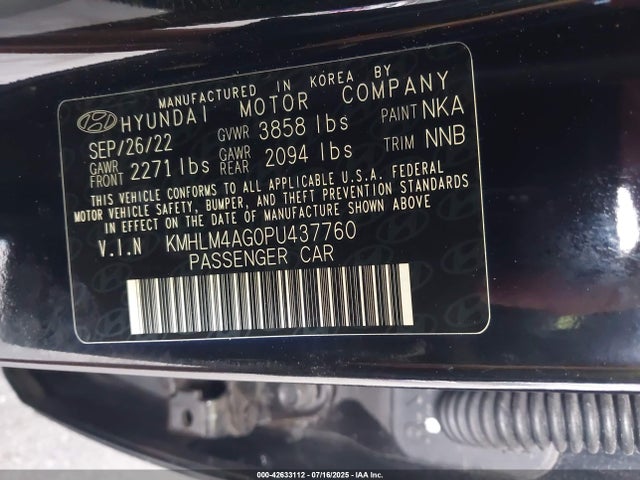 MANUFACTURED IN KOREA BY
HYUNDAI MOTOR COMPANY
SEP/26/22 GVWR 3858 lbs PAINT NKA
GAWR FRONT 2271 lbs GAWR REAR 2094 lbs TRIM NNB
THIS VEHICLE CONFORMS TO ALL APPLICABLE U.S.A. FEDERAL
MOTOR VEHICLE SAFETY, BUMPER, AND THEFT PREVENTION STANDARDS
IN EFFECT ON THE DATE OF MANUFACTURE SHOWN ABOVE
V.I.N KMHLM4AG0PU437760
PASSENGER CAR
000-42633112 - 07/16/2025 - IAA Inc.